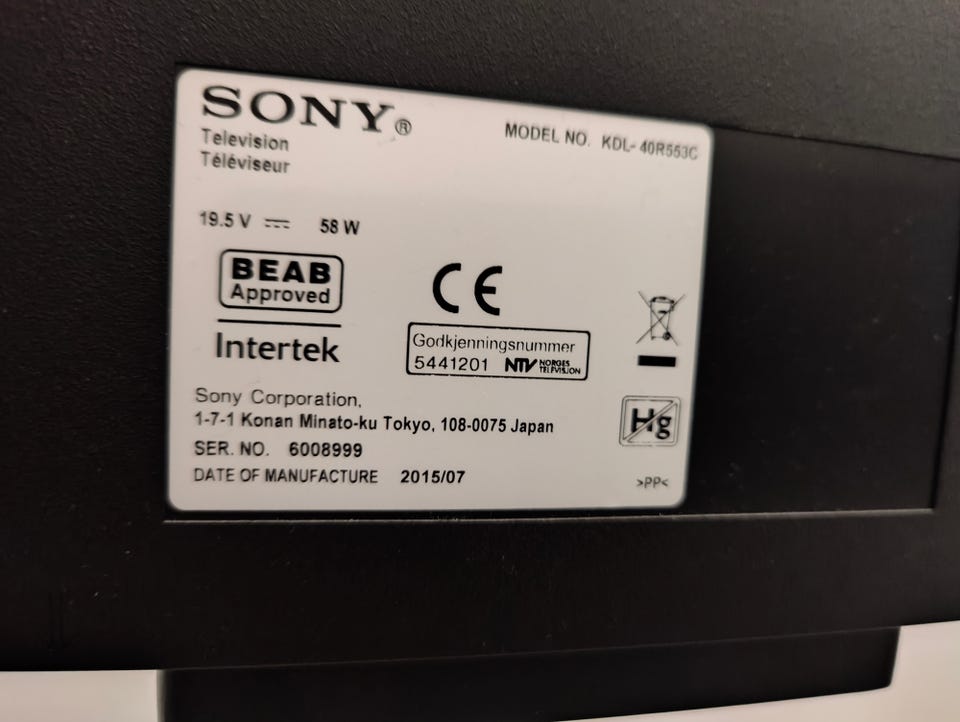 SONY®
MODEL NO. KDL-40R553C
Television
Téléviseur
19.5 V 58 W
BEAB
Approved
Intertek
CE
Godkjenningsnummer
5441201 NTV NORGES
TELEVISJON
Hg
Sony Corporation,
1-7-1 Konan Minato-ku Tokyo, 108-0075 Japan
SER. NO. 6008999
DATE OF MANUFACTURE 2015/07
>PP<